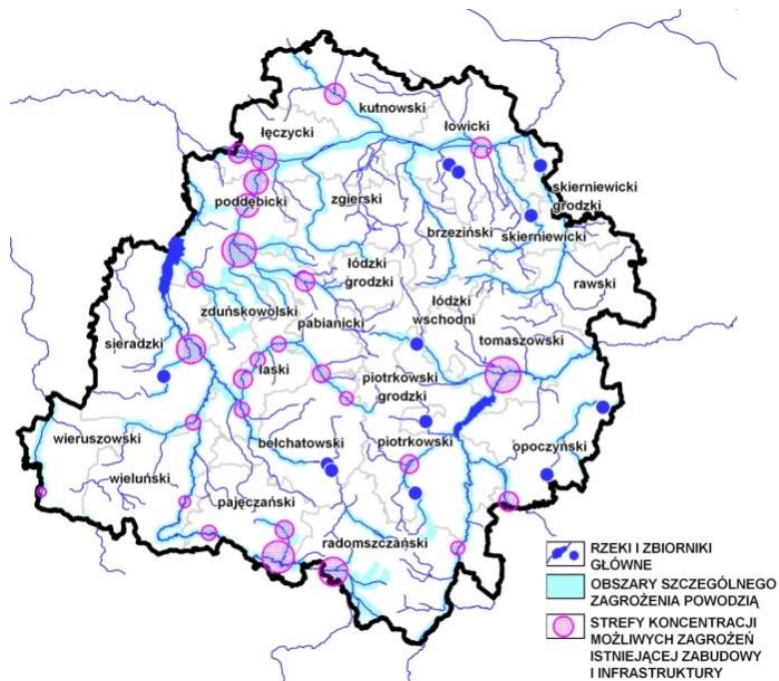 kutnowski
łęczycki
łowicki
skierniewicki
grodzki
poddębicki
zgierski
brzeziński
skierniewicki
łódzki
grodzki
rawski
zduńskowolski
łódzki
wschodni
pabianicki
sieradzki
tomaszowski
łaski
piotrkowski
grodzki
wieruszowski
bełchatowski
piotrkowski
opoczyński
wieluński
pajęczański
radomszczański
RZEKI I ZBIORNIKI
GŁÓWNE
OBSZARY SZCZEGÓLNEGO
ZAGROŻENIA POWODZIĄ
STREFY KONCENTRACJI
MOŻLIWYCH ZAGROŻEŃ
ISTNIEJĄCEJ ZABUDOWY
I INFRASTRUKTURY